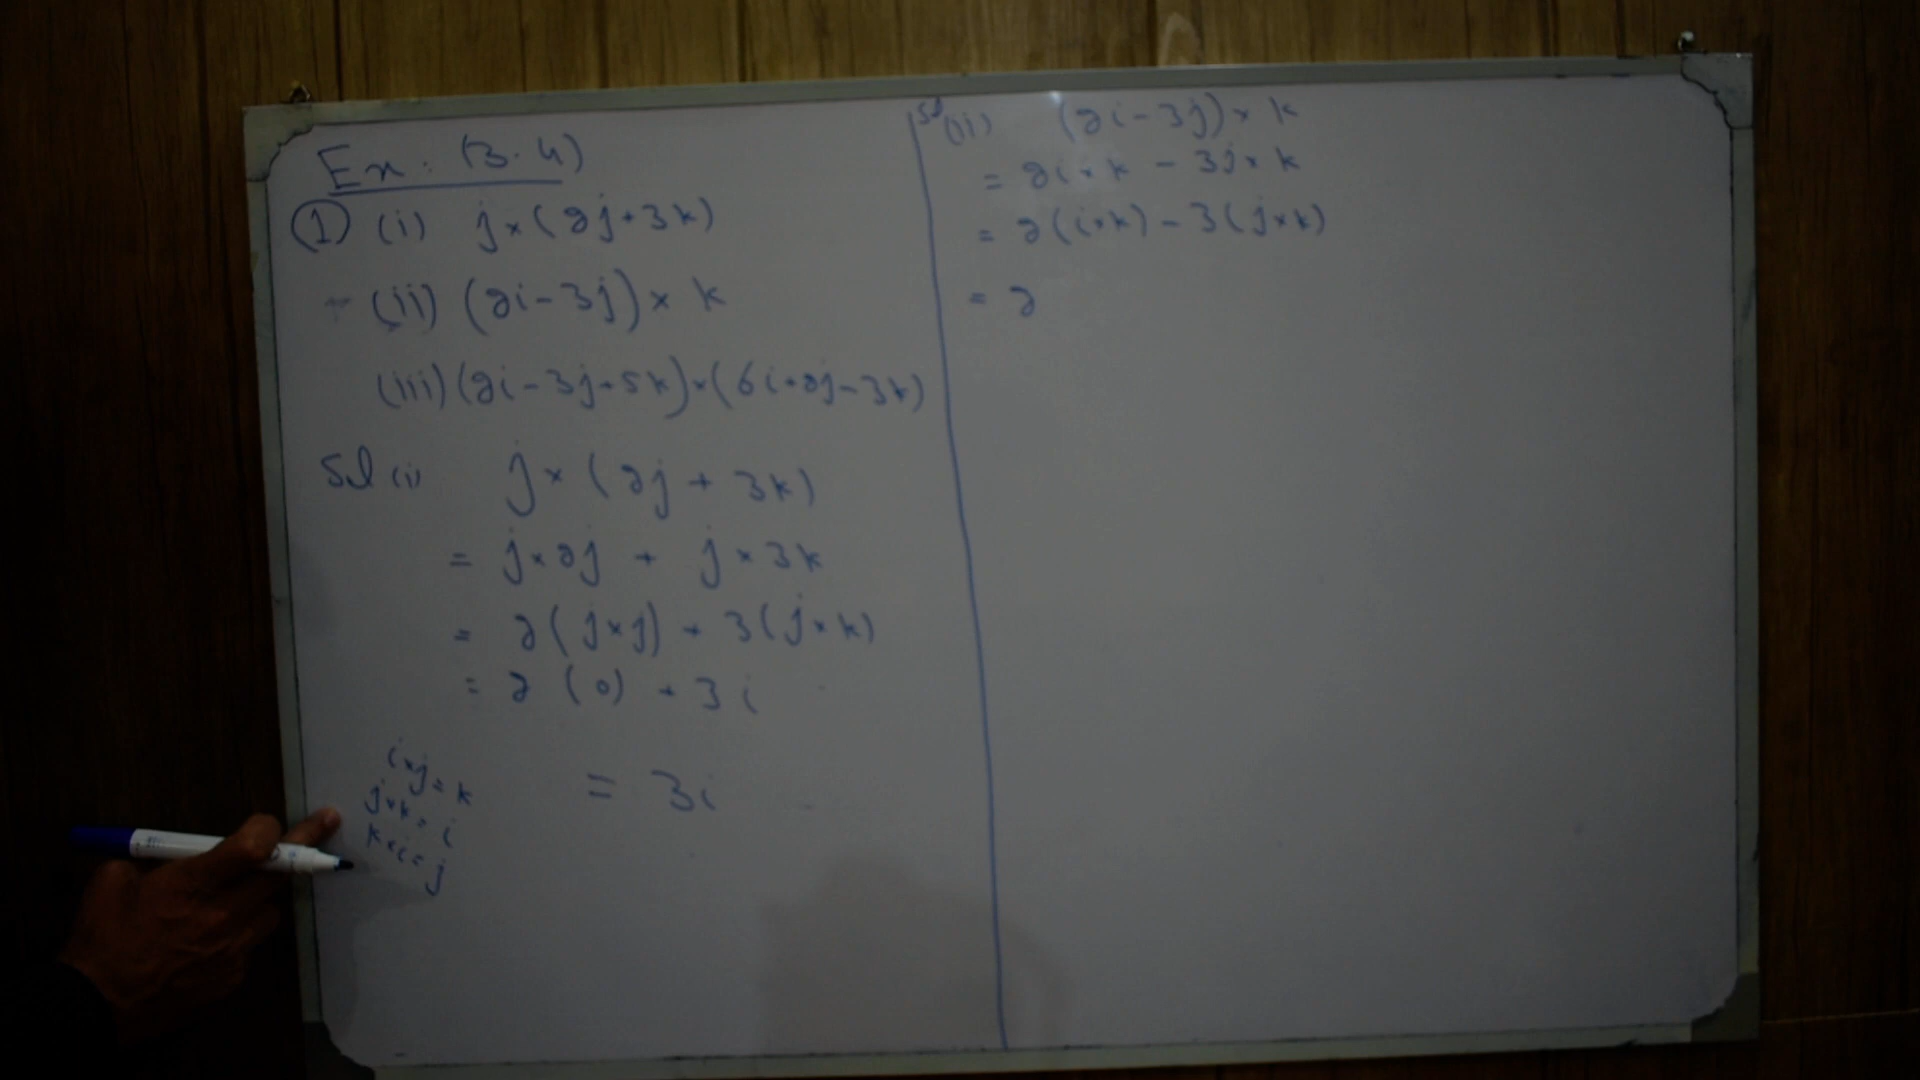 Ex: (3.4)
(1) (i) j×(2j+3k)
(ii) (2i-3j)× k
(iii)(2i-3j+5k)×(6i+2j-3k)
Sol (i) j×(2j + 3k)
= j×2j + j×3k
= 2(j×j) + 3(j×k)
= 2 (0) + 3i
= 3i
i×j=k
j×k=i
k×i=j
Sol (ii) (2i-3j)× k
= 2i×k - 3j×k
= 2(i×k)-3(j×k)
= 2